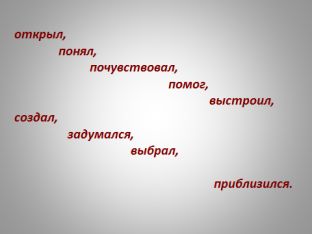 открыл,
понял,
почувствовал,
помог,
выстроил,
создал,
задумался,
выбрал,
приблизился.